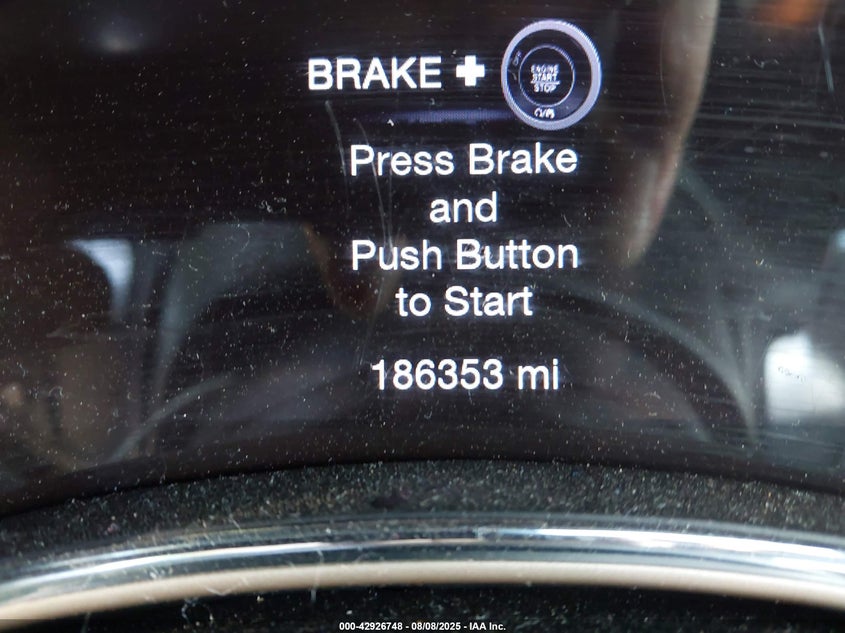 BRAKE +
ENGINE
START
STOP
Press Brake
and
Push Button
to Start
186353 mi
000-42926748 - 08/08/2025 - IAA Inc.